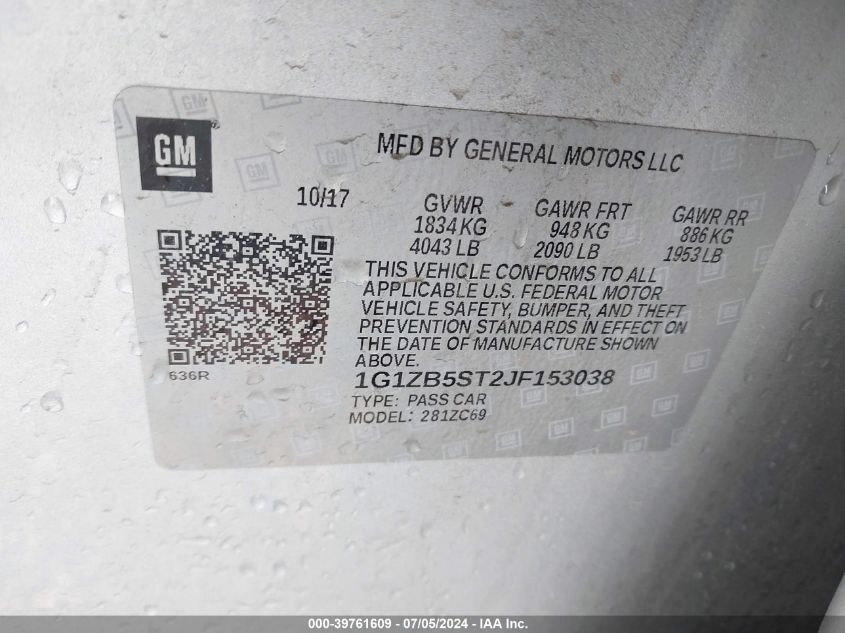 GM
MFD BY GENERAL MOTORS LLC
10/17
GVWR GAWR FRT GAWR RR
1834 KG 948 KG 886 KG
4043 LB 2090 LB 1953 LB
THIS VEHICLE CONFORMS TO ALL
APPLICABLE U.S. FEDERAL MOTOR
VEHICLE SAFETY, BUMPER, AND THEFT
PREVENTION STANDARDS IN EFFECT ON
THE DATE OF MANUFACTURE SHOWN
ABOVE.
636R
1G1ZB5ST2JF153038
TYPE: PASS CAR
MODEL: 281ZC69
000-39761609 - 07/05/2024 - IAA Inc.